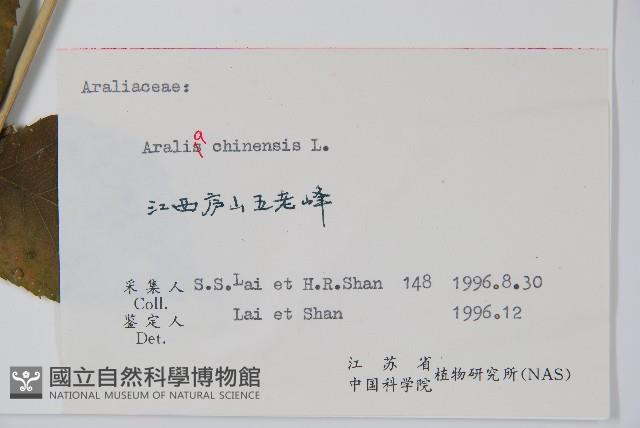 Araliaceae:
Aralia chinensis L.
江西庐山五老峰
采集人 S.S.Lai et H.R.Shan 148 1996.8.30
Coll.
鉴定人 Lai et Shan 1996.12
Det.
江苏省
中国科学院 植物研究所(NAS)
國立自然科學博物館
NATIONAL MUSEUM OF NATURAL SCIENCE